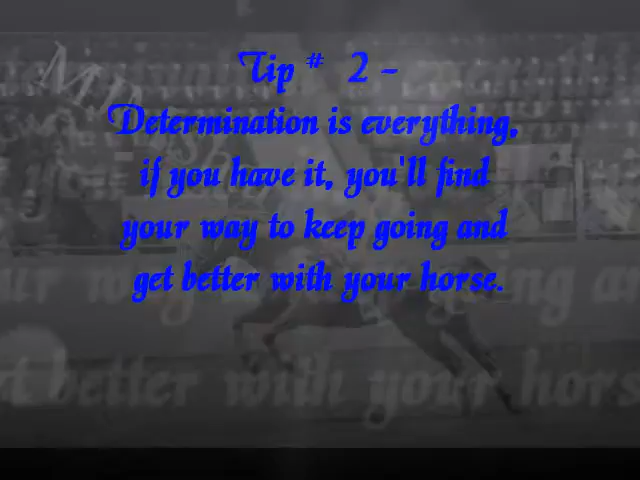 Tip # 2 -
Determination is everything,
if you have it, you'll find
your way to keep going and
get better with your horse.